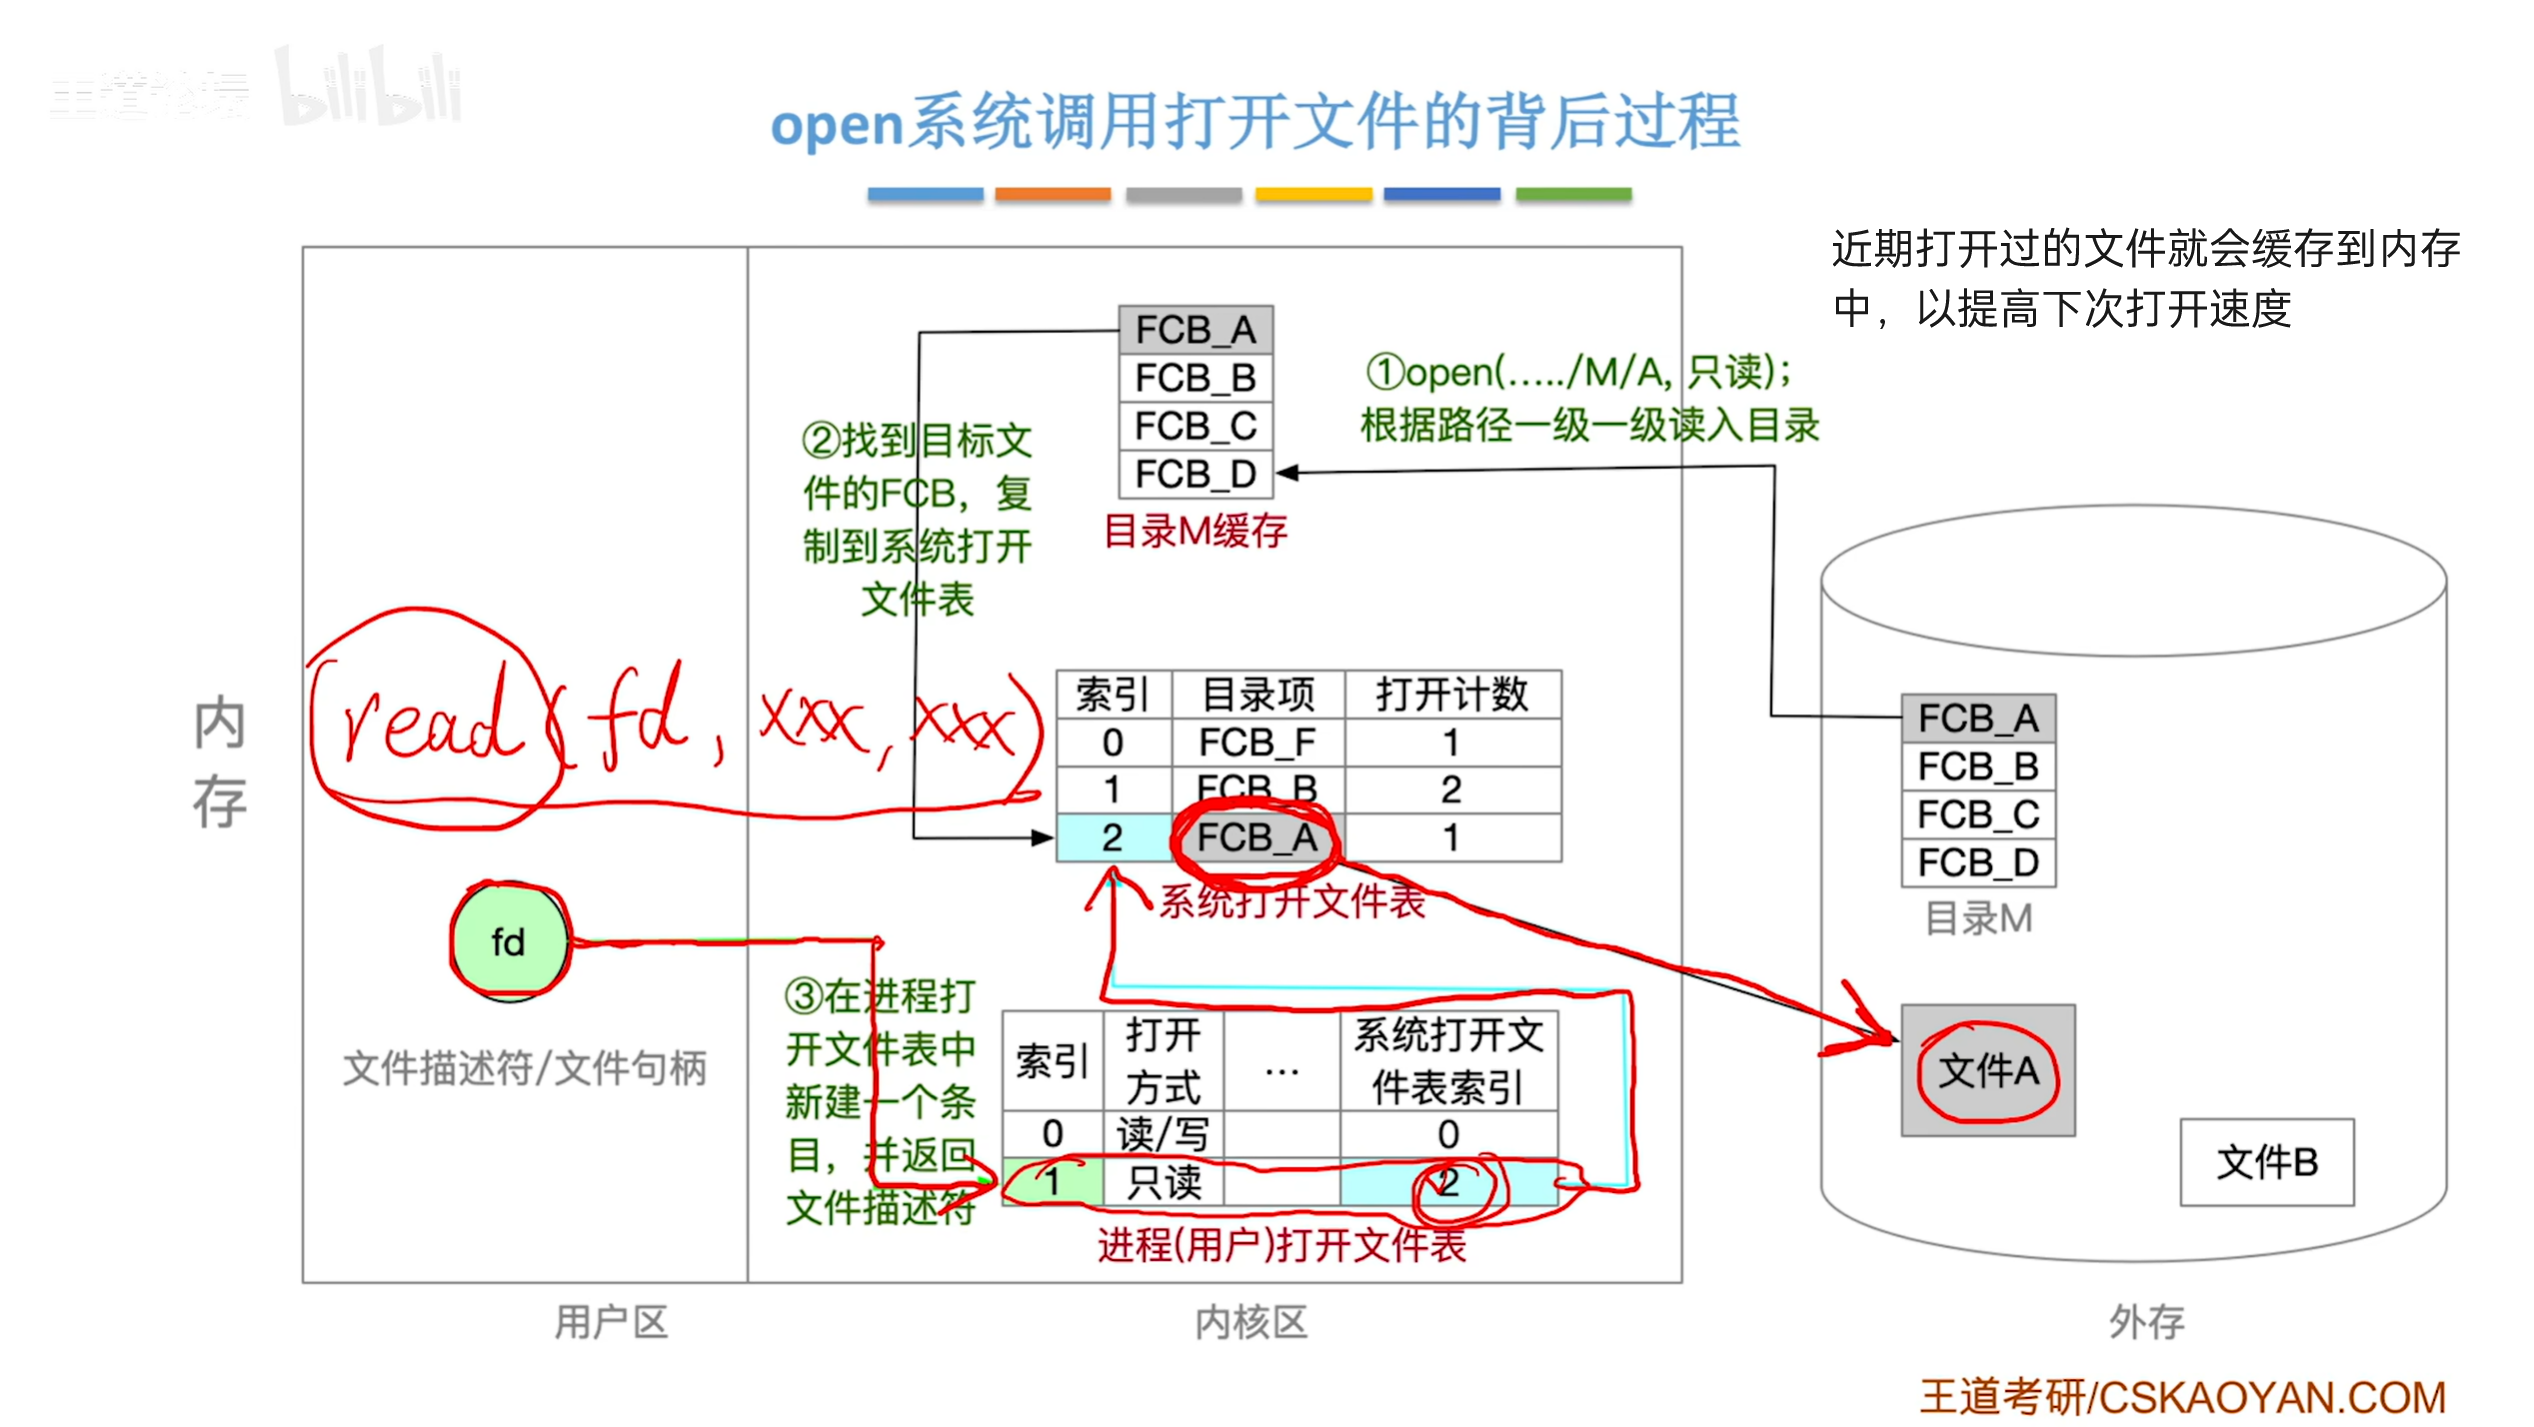 王道论坛 bilibili
open系统调用打开文件的背后过程
近期打开过的文件就会缓存到内存
中，以提高下次打开速度
FCB_A
FCB_B
FCB_C
FCB_D
目录M缓存
①open(...../M/A, 只读);
根据路径一级一级读入目录
②找到目标文
件的FCB，复
制到系统打开
文件表
内
存
read(fd, xxx, xxx)
索引 目录项 打开计数
0 FCB_F 1
1 FCB_B 2
2 FCB_A 1
系统打开文件表
FCB_A
FCB_B
FCB_C
FCB_D
目录M
fd
文件描述符/文件句柄
③在进程打
开文件表中
新建一个条
目，并返回
文件描述符
索引 打开 ... 系统打开文
方式 件表索引
0 读/写 0
1 只读 2
进程(用户)打开文件表
文件A
文件B
用户区
内核区
外存
王道考研/CSKAOYAN.COM